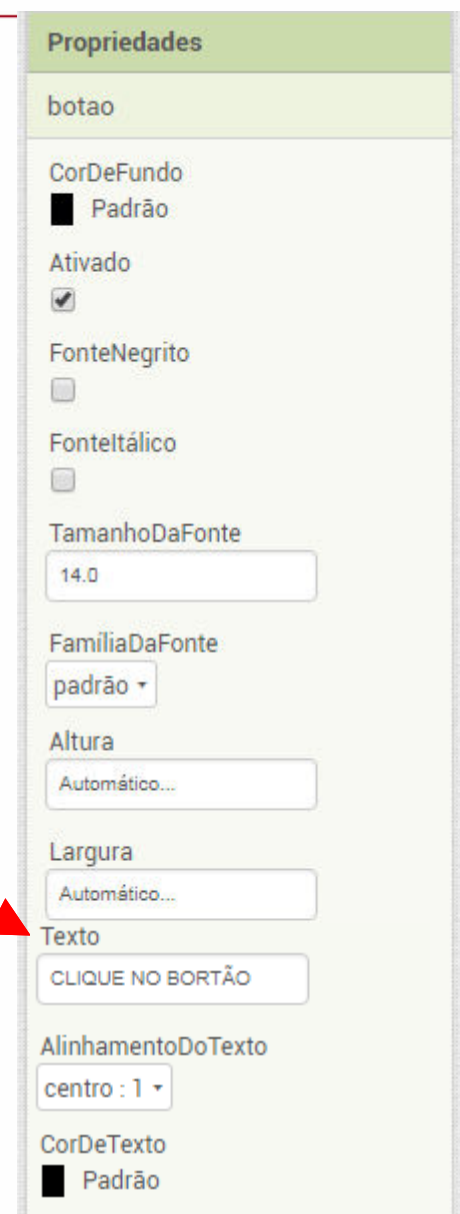 Propriedades
botao
CorDeFundo
Padrão
Ativado
FonteNegrito
FonteItálico
TamanhoDaFonte
14.0
FamíliaDaFonte
padrão
Altura
Automático...
Largura
Automático...
Texto
CLIQUE NO BORTÃO
AlinhamentoDoTexto
centro : 1
CorDeTexto
Padrão